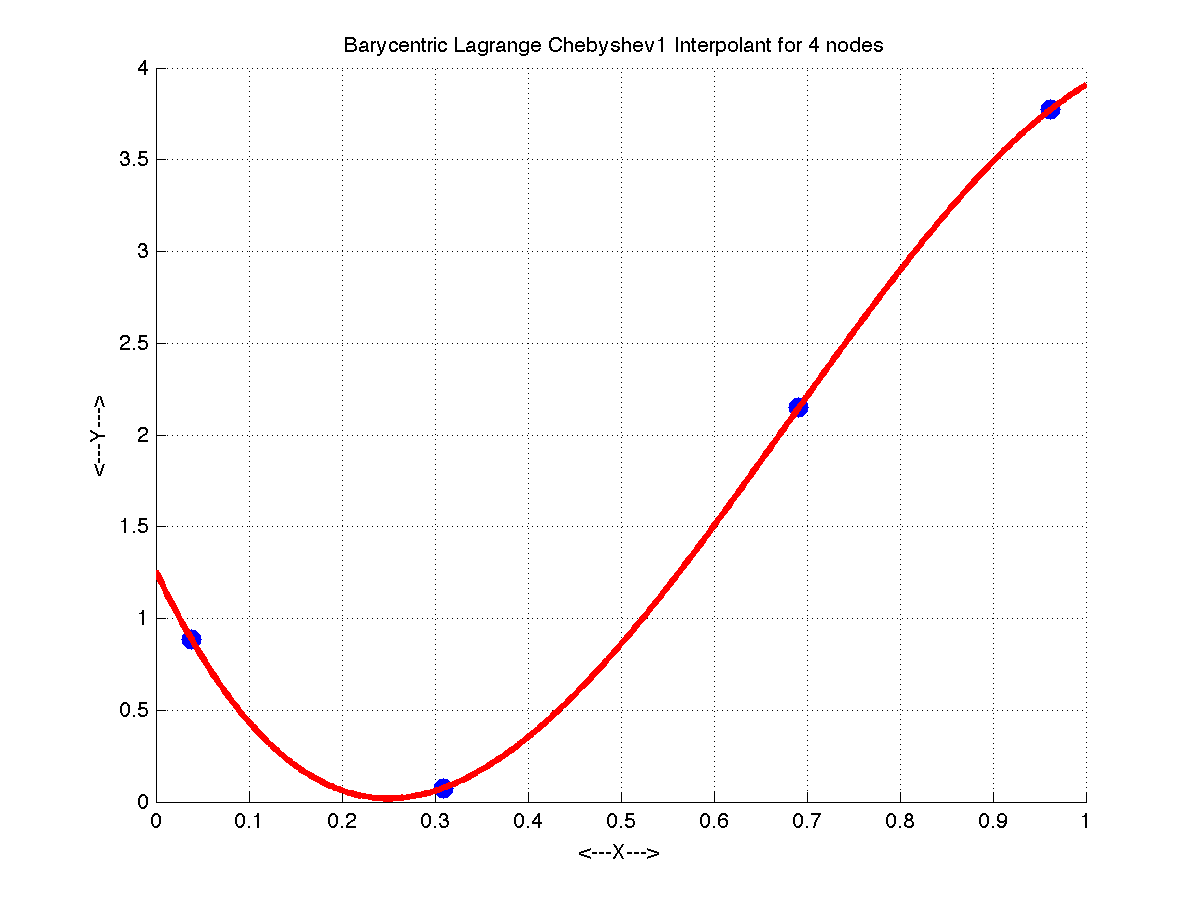 Barycentric Lagrange Chebyshev1 Interpolant for 4 nodes
4
3.5
3
2.5
2
1.5
1
0.5
0
<---Y--->
0 0.1 0.2 0.3 0.4 0.5 0.6 0.7 0.8 0.9 1
<---X--->